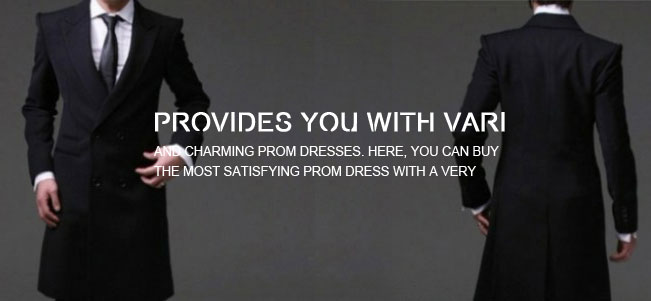 PROVIDES YOU WITH VARI
AND CHARMING PROM DRESSES. HERE, YOU CAN BUY
THE MOST SATISFYING PROM DRESS WITH A VERY